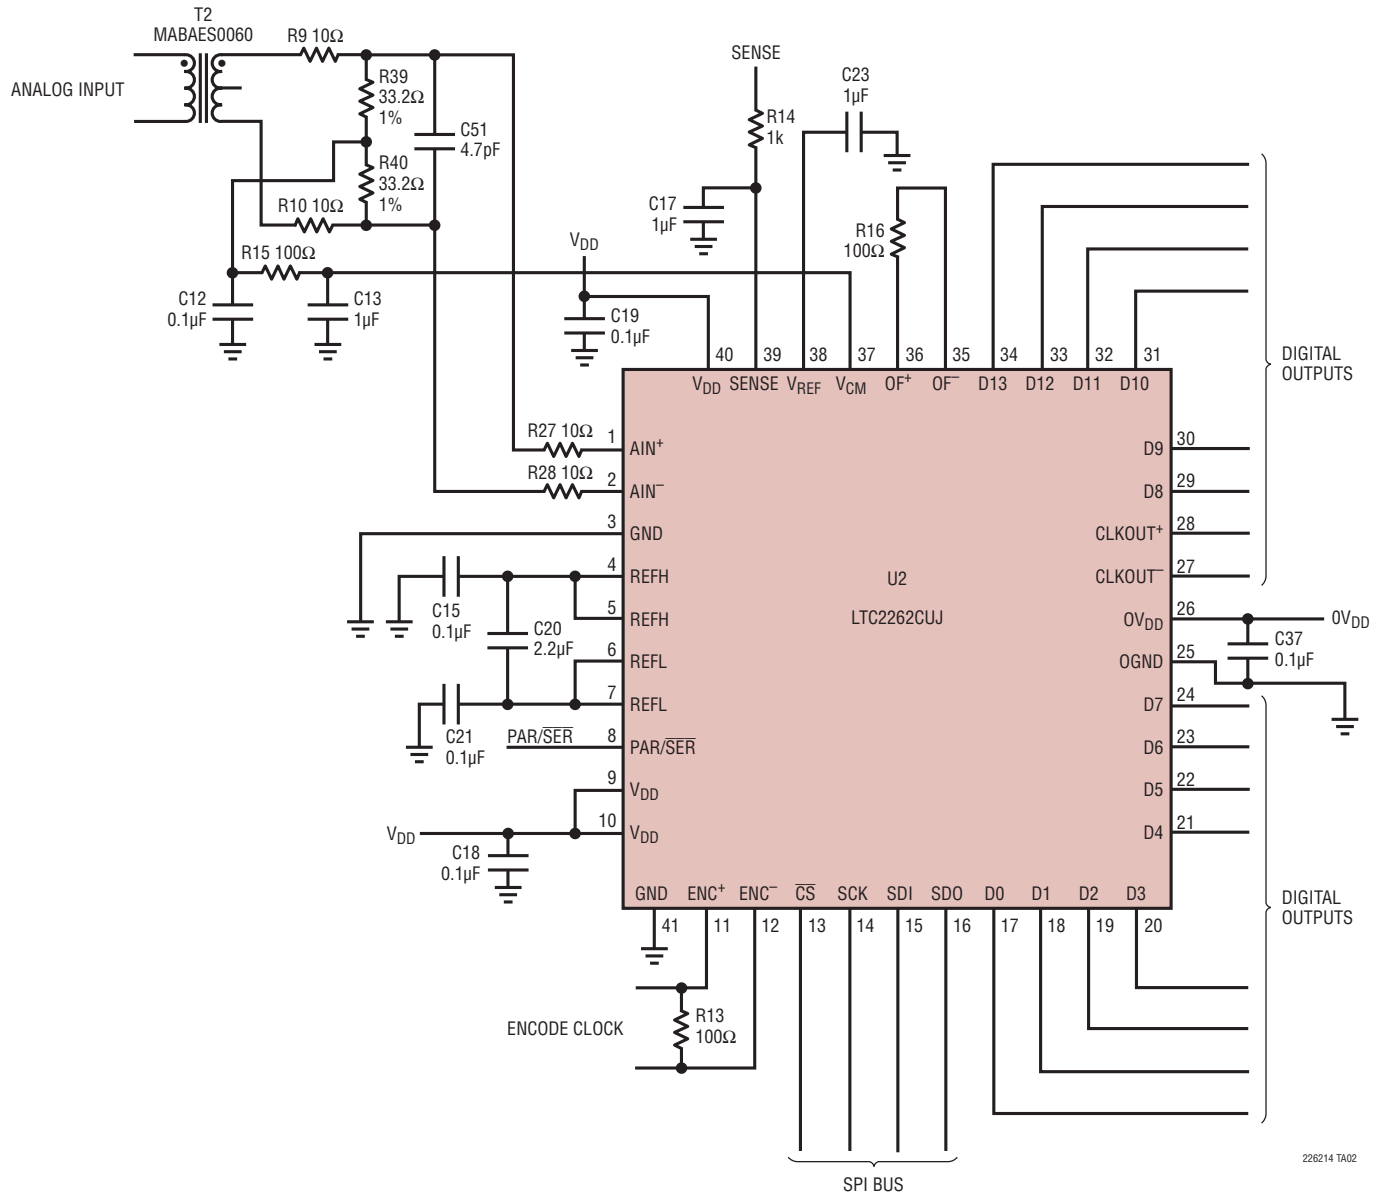 T2
MABAES0060
R9 10Ω
ANALOG INPUT
R39
33.2Ω
1%
C51
4.7pF
R40
33.2Ω
1%
R10 10Ω
R15 100Ω
C12
0.1µF
C13
1µF
SENSE
R14
1k
C23
1µF
C17
1µF
R16
100Ω
VDD
C19
0.1µF
40 39 38 37 36 35 34 33 32 31
VDD SENSE VREF VCM OF+ OF– D13 D12 D11 D10
DIGITAL
OUTPUTS
R27 10Ω
1 AIN+
R28 10Ω
2 AIN–
3 GND
4 REFH
C15
0.1µF
5 REFH
C20
2.2µF
6 REFL
7 REFL
C21
0.1µF
PAR/S̅E̅R̅
8 PAR/S̅E̅R̅
9 VDD
VDD
10 VDD
C18
0.1µF
U2
LTC2262CUJ
D9 30
D8 29
CLKOUT+ 28
CLKOUT– 27
OVDD 26
0VDD
C37
0.1µF
OGND 25
D7 24
D6 23
D5 22
D4 21
GND ENC+ ENC– C̅S̅ SCK SDI SDO D0 D1 D2 D3
41 11 12 13 14 15 16 17 18 19 20
DIGITAL
OUTPUTS
ENCODE CLOCK
R13
100Ω
SPI BUS
226214 TA02